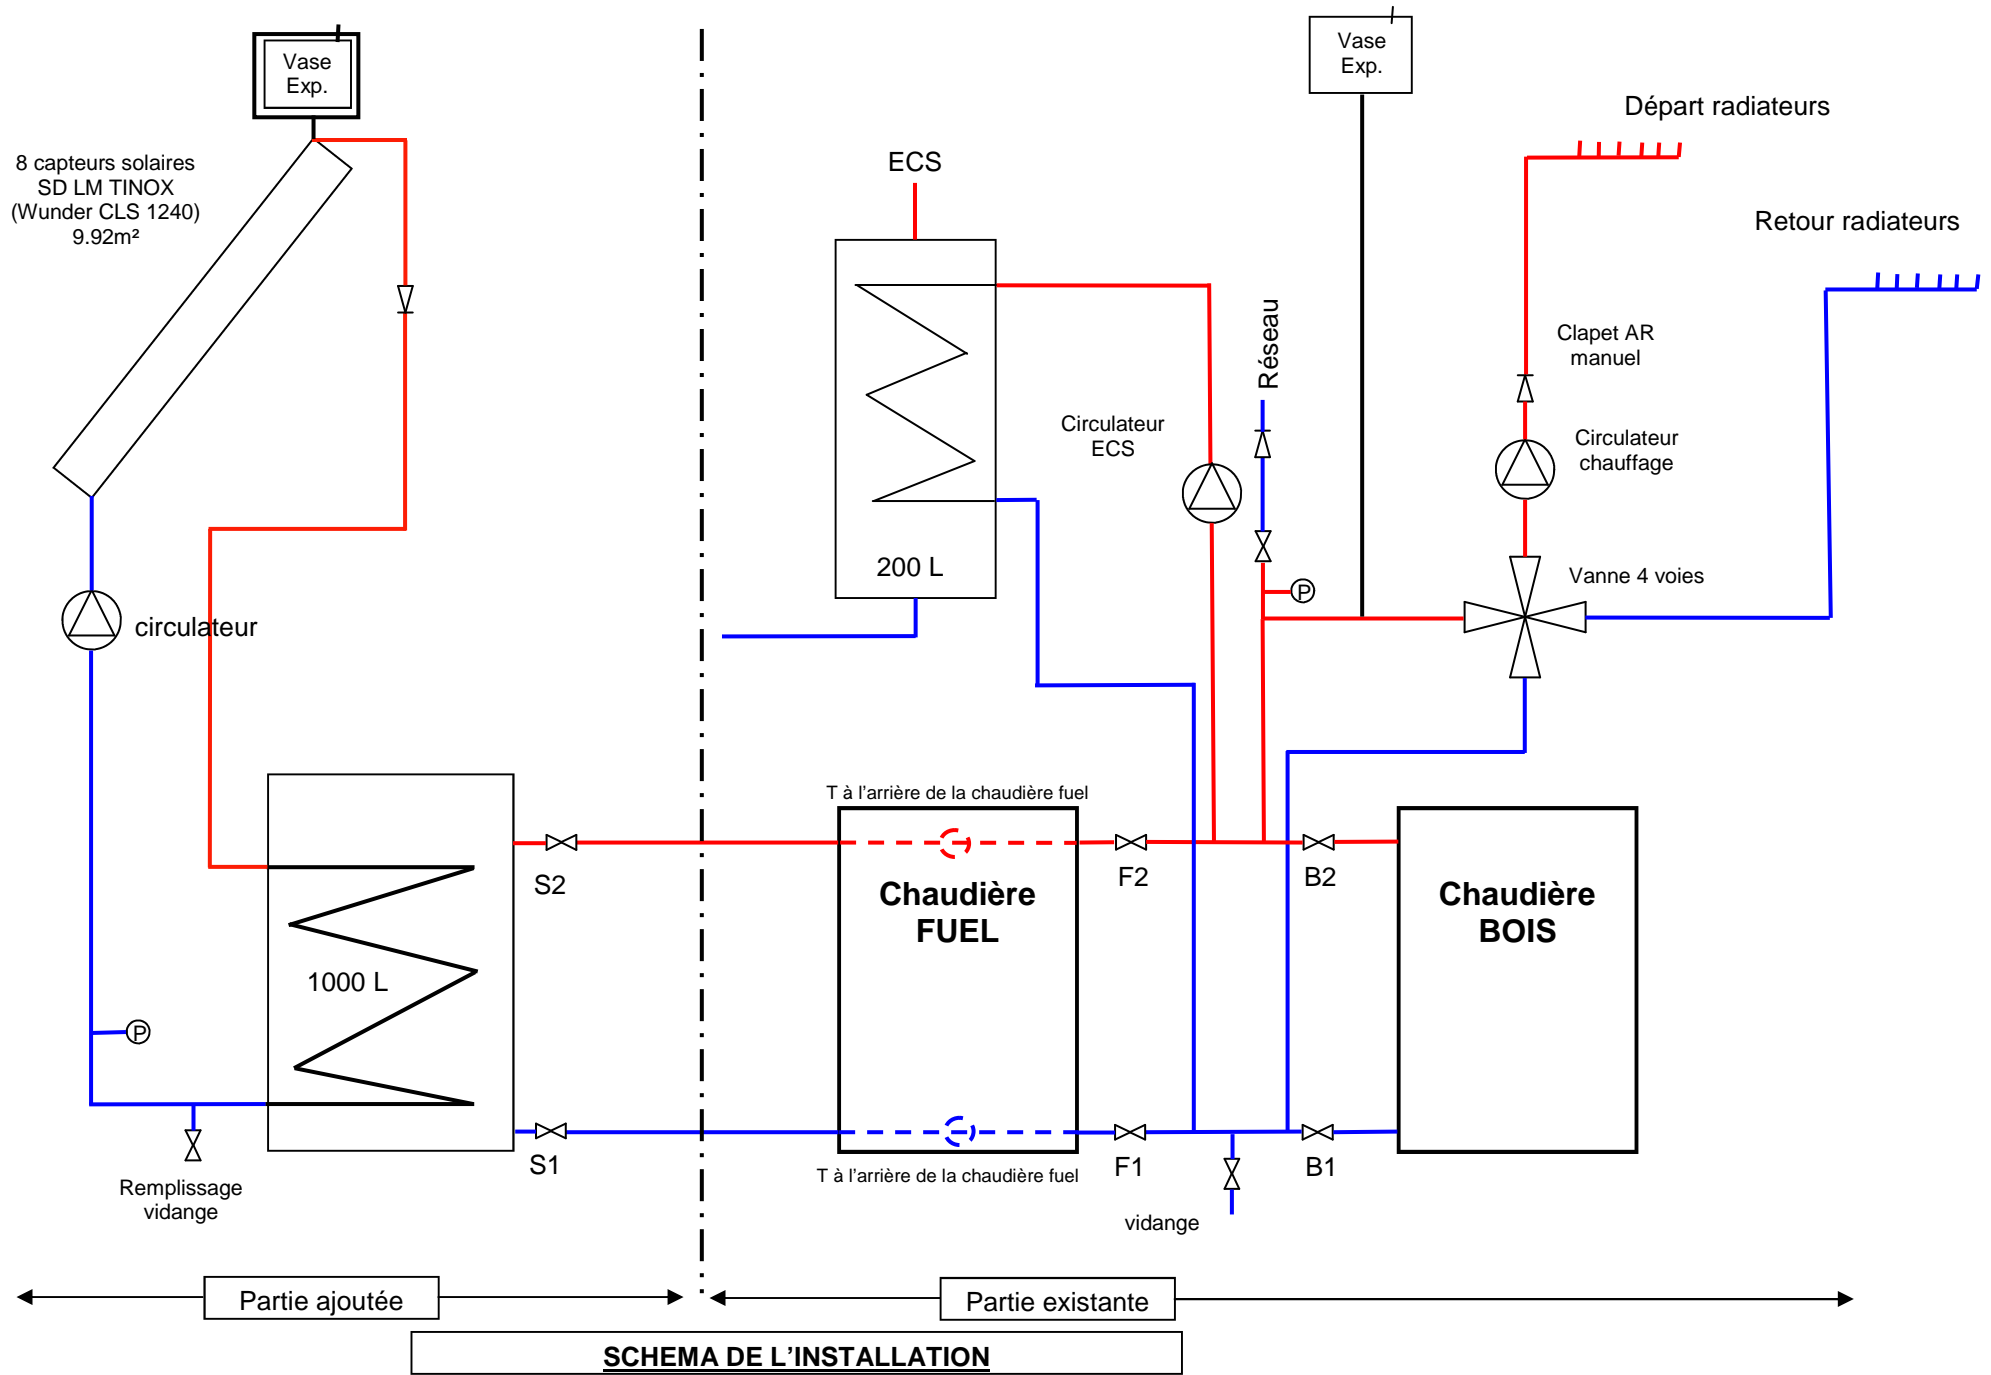 Vase
Exp.
8 capteurs solaires
SD LM TINOX
(Wunder CLS 1240)
9.92m²
circulateur
1000 L
P
Remplissage
vidange
S2
S1
ECS
200 L
Circulateur
ECS
Réseau
P
Vase
Exp.
Départ radiateurs
Retour radiateurs
Clapet AR
manuel
Circulateur
chauffage
Vanne 4 voies
T à l'arrière de la chaudière fuel
Chaudière
FUEL
T à l'arrière de la chaudière fuel
F2
F1
B2
B1
vidange
Chaudière
BOIS
Partie ajoutée
Partie existante
SCHEMA DE L'INSTALLATION